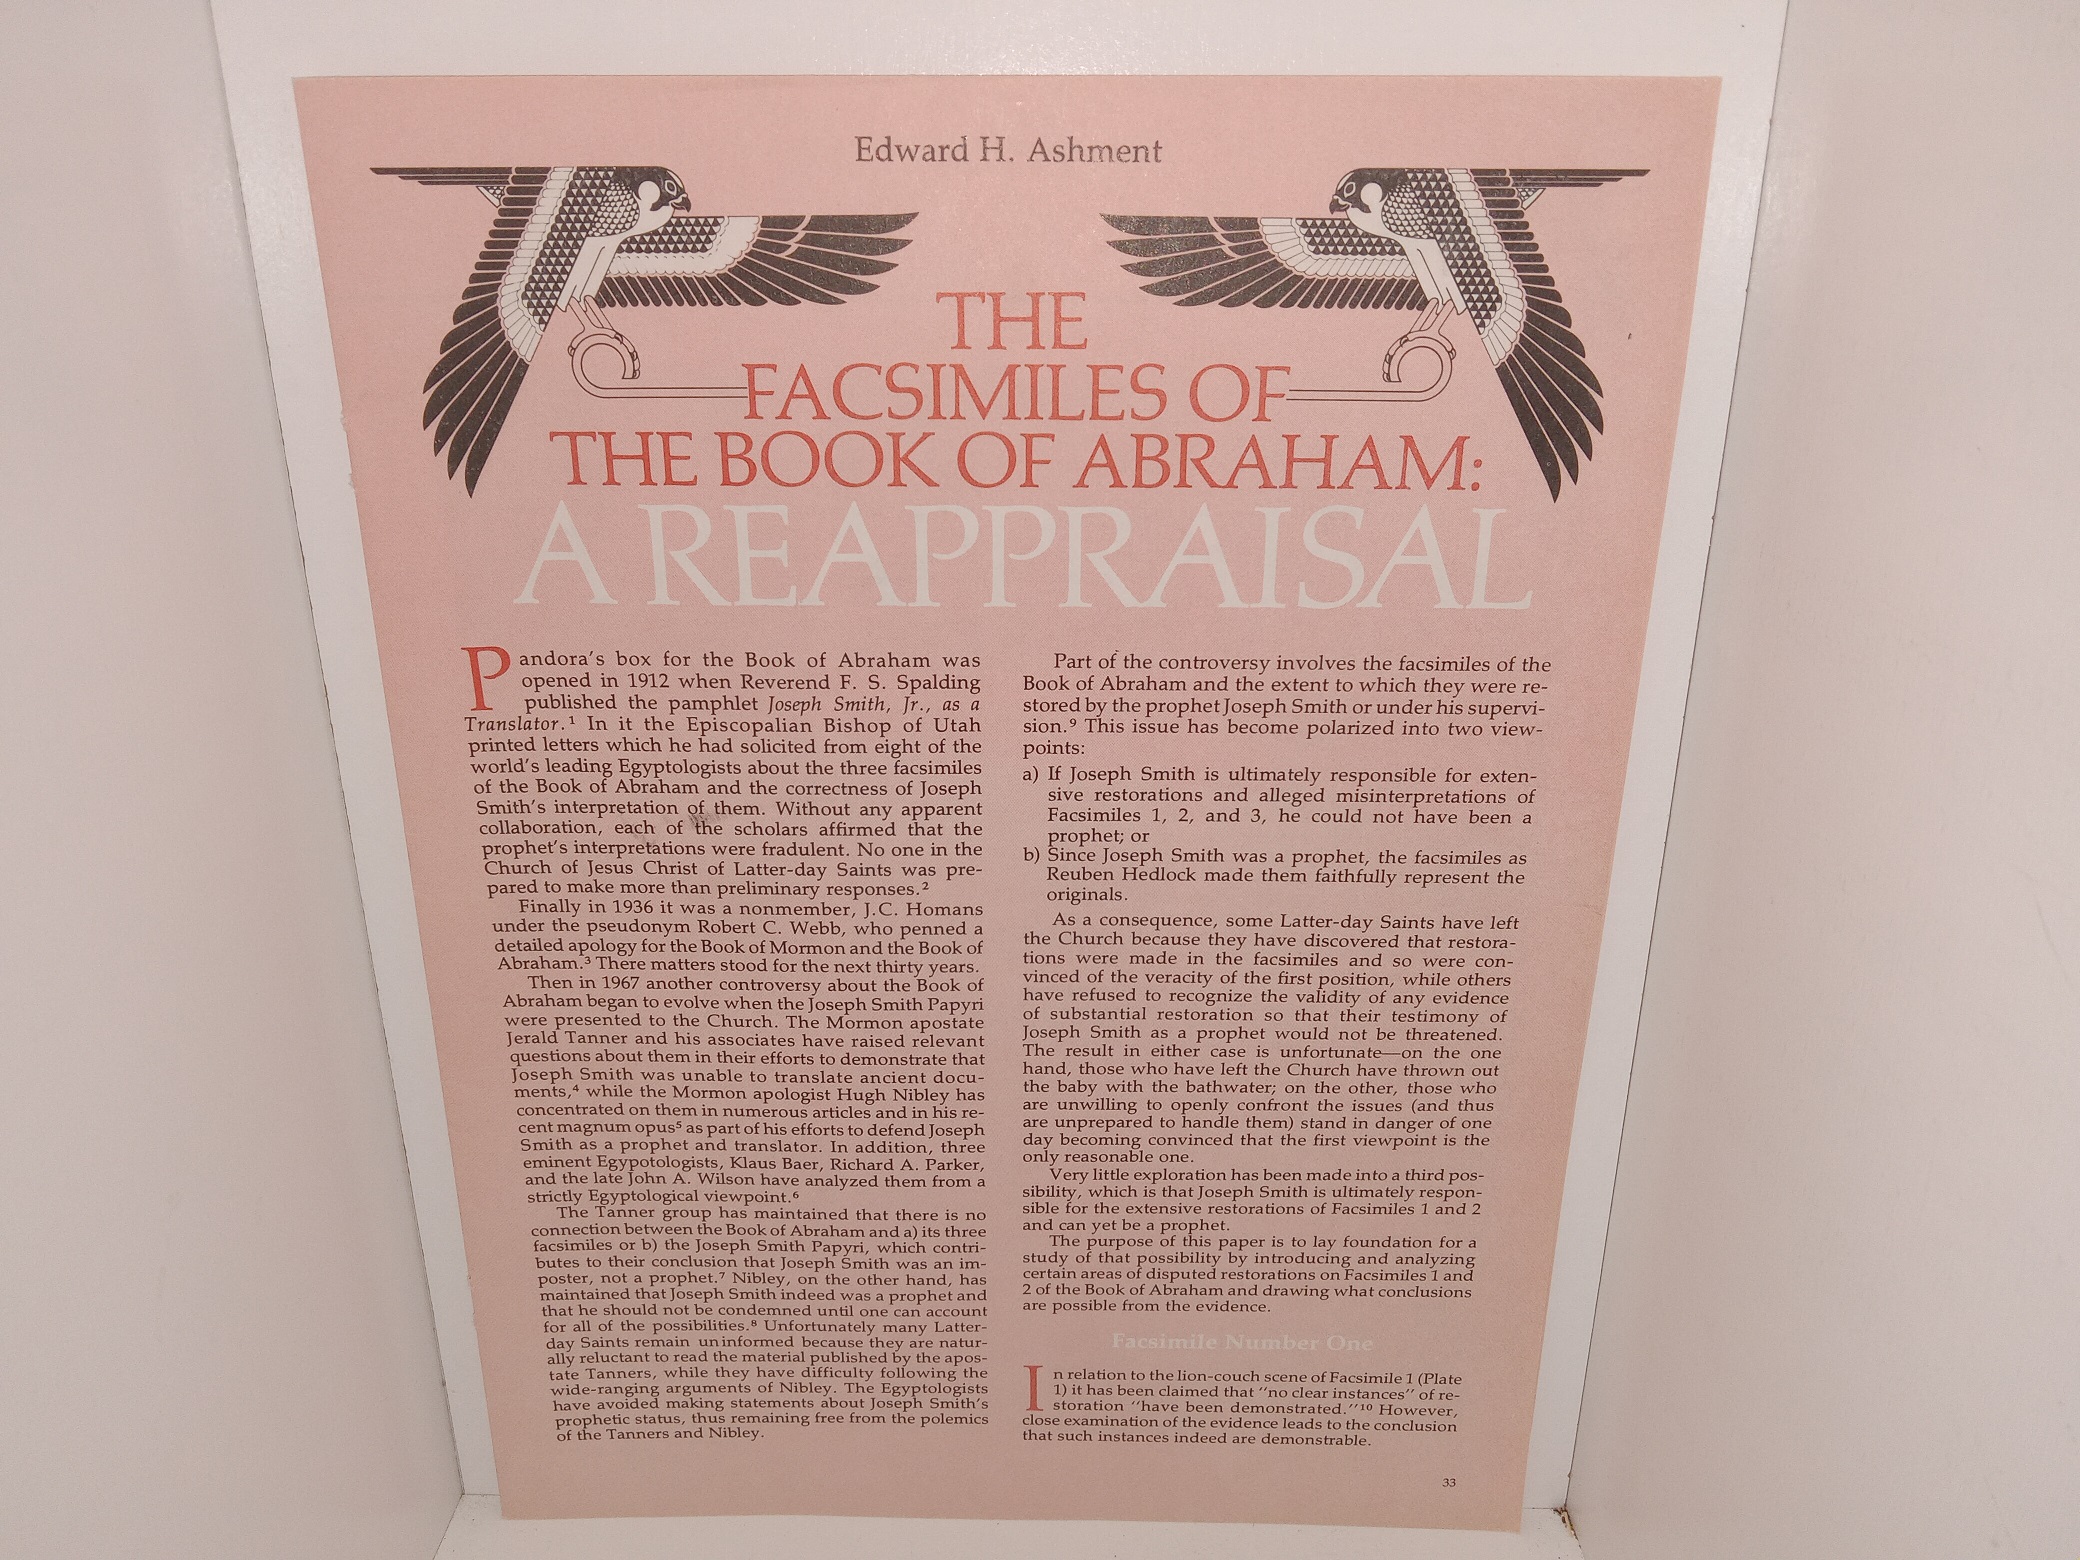 Edward H. Ashment
THE
FACSIMILES OF
THE BOOK OF ABRAHAM:
A REAPPRAISAL
Pandora's box for the Book of Abraham was
opened in 1912 when Reverend F. S. Spalding
published the pamphlet Joseph Smith, Jr., as a
Translator.¹ In it the Episcopalian Bishop of Utah
printed letters which he had solicited from eight of the
world's leading Egyptologists about the three facsimiles
of the Book of Abraham and the correctness of Joseph
Smith's interpretation of them. Without any apparent
collaboration, each of the scholars affirmed that the
prophet's interpretations were fradulent. No one in the
Church of Jesus Christ of Latter-day Saints was pre-
pared to make more than preliminary responses.²
Finally in 1936 it was a nonmember, J.C. Homans
under the pseudonym Robert C. Webb, who penned a
detailed apology for the Book of Mormon and the Book of
Abraham.³ There matters stood for the next thirty years.
Then in 1967 another controversy about the Book of
Abraham began to evolve when the Joseph Smith Papyri
were presented to the Church. The Mormon apostate
Jerald Tanner and his associates have raised relevant
questions about them in their efforts to demonstrate that
Joseph Smith was unable to translate ancient docu-
ments,⁴ while the Mormon apologist Hugh Nibley has
concentrated on them in numerous articles and in his re-
cent magnum opus⁵ as part of his efforts to defend Joseph
Smith as a prophet and translator. In addition, three
eminent Egypotologists, Klaus Baer, Richard A. Parker,
and the late John A. Wilson have analyzed them from a
strictly Egyptological viewpoint.⁶
The Tanner group has maintained that there is no
connection between the Book of Abraham and a) its three
facsimiles or b) the Joseph Smith Papyri, which contri-
butes to their conclusion that Joseph Smith was an im-
poster, not a prophet.⁷ Nibley, on the other hand, has
maintained that Joseph Smith indeed was a prophet and
that he should not be condemned until one can account
for all of the possibilities.⁸ Unfortunately many Latter-
day Saints remain uninformed because they are natur-
ally reluctant to read the material published by the apos-
tate Tanners, while they have difficulty following the
wide-ranging arguments of Nibley. The Egyptologists
have avoided making statements about Joseph Smith's
prophetic status, thus remaining free from the polemics
of the Tanners and Nibley.
Part of the controversy involves the facsimiles of the
Book of Abraham and the extent to which they were re-
stored by the prophet Joseph Smith or under his supervi-
sion.⁹ This issue has become polarized into two view-
points:
a) If Joseph Smith is ultimately responsible for exten-
sive restorations and alleged misinterpretations of
Facsimiles 1, 2, and 3, he could not have been a
prophet; or
b) Since Joseph Smith was a prophet, the facsimiles as
Reuben Hedlock made them faithfully represent the
originals.
As a consequence, some Latter-day Saints have left
the Church because they have discovered that restora-
tions were made in the facsimiles and so were con-
vinced of the veracity of the first position, while others
have refused to recognize the validity of any evidence
of substantial restoration so that their testimony of
Joseph Smith as a prophet would not be threatened.
The result in either case is unfortunate—on the one
hand, those who have left the Church have thrown out
the baby with the bathwater; on the other, those who
are unwilling to openly confront the issues (and thus
are unprepared to handle them) stand in danger of one
day becoming convinced that the first viewpoint is the
only reasonable one.
Very little exploration has been made into a third pos-
sibility, which is that Joseph Smith is ultimately respon-
sible for the extensive restorations of Facsimiles 1 and 2
and can yet be a prophet.
The purpose of this paper is to lay foundation for a
study of that possibility by introducing and analyzing
certain areas of disputed restorations on Facsimiles 1 and
2 of the Book of Abraham and drawing what conclusions
are possible from the evidence.
Facsimile Number One
In relation to the lion-couch scene of Facsimile 1 (Plate
1) it has been claimed that "no clear instances" of re-
storation "have been demonstrated."¹⁰ However,
close examination of the evidence leads to the conclusion
that such instances indeed are demonstrable.
33